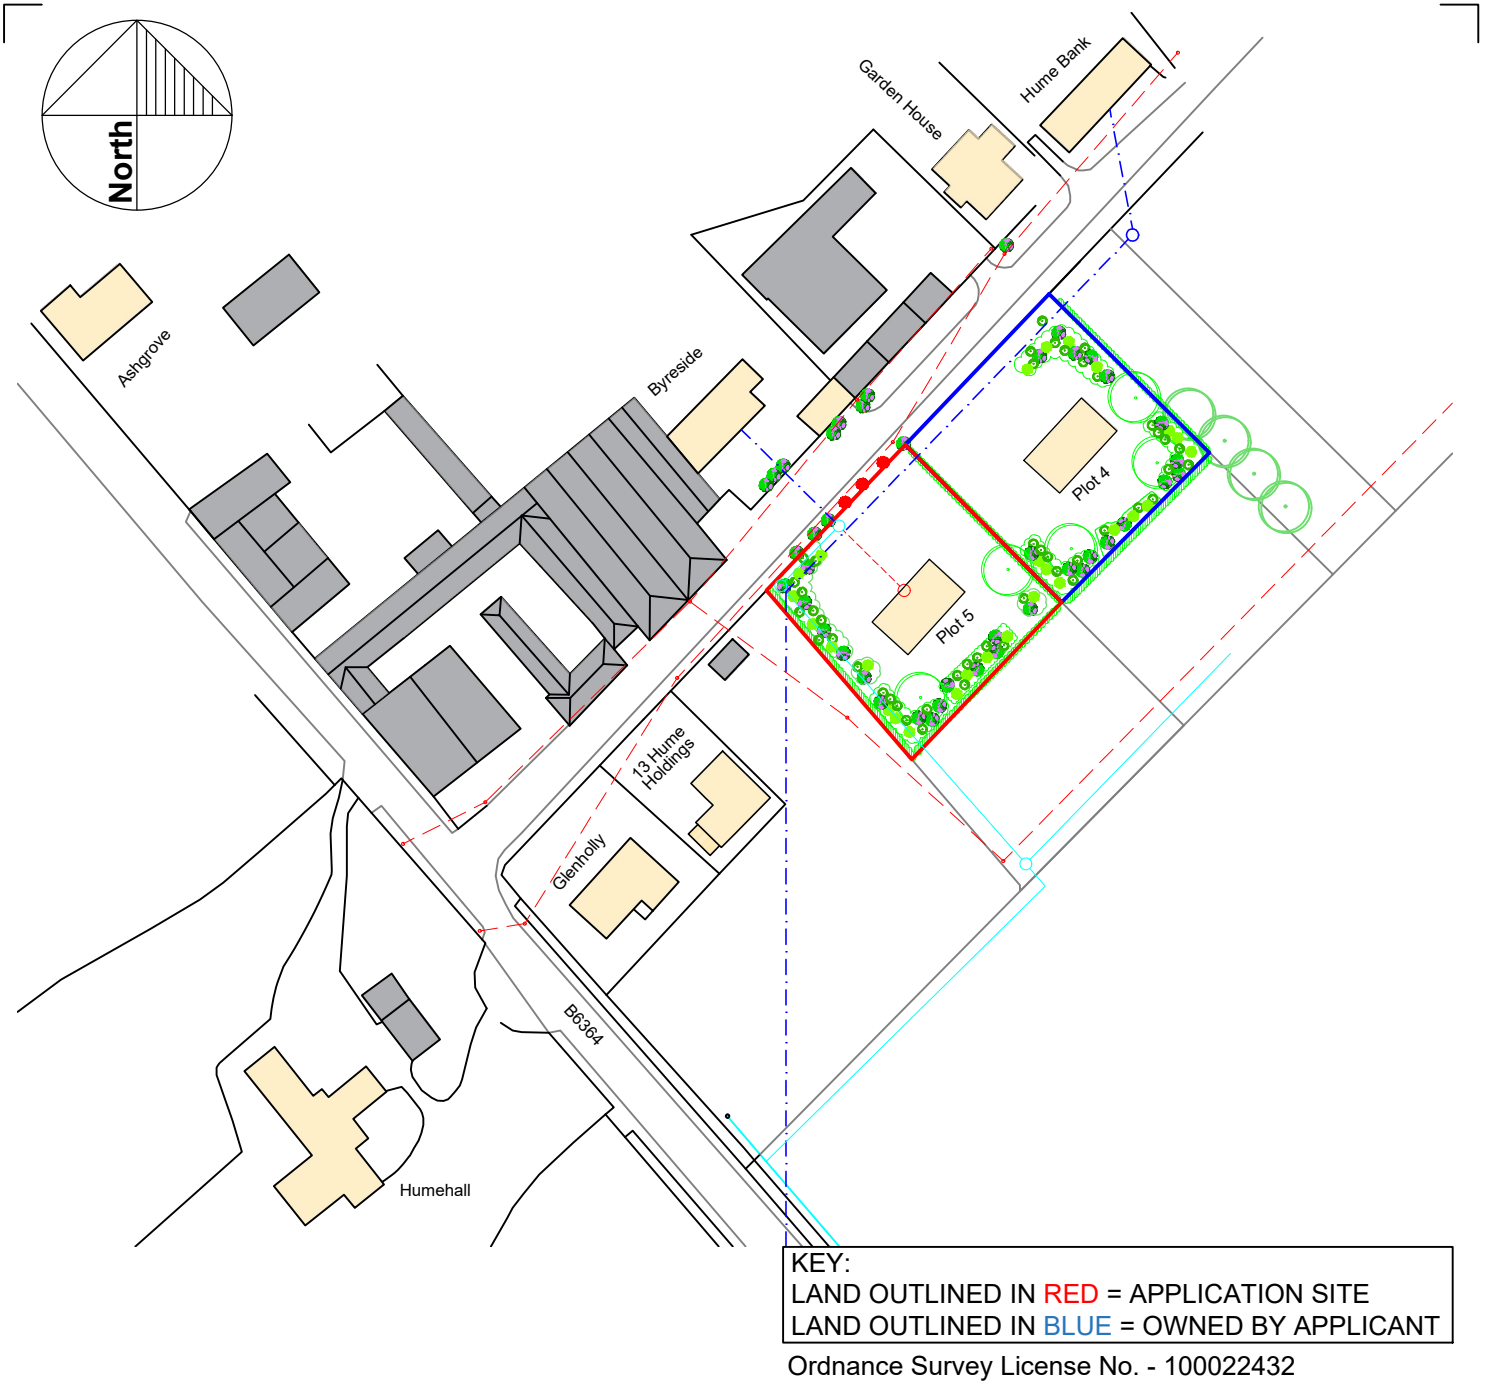 North
Hume Bank
Garden House
Ashgrove
Byreside
Plot 4
Plot 5
13 Hume
Holdings
Glenholly
B6364
Humehall
KEY:
LAND OUTLINED IN RED = APPLICATION SITE
LAND OUTLINED IN BLUE = OWNED BY APPLICANT
Ordnance Survey License No. - 100022432